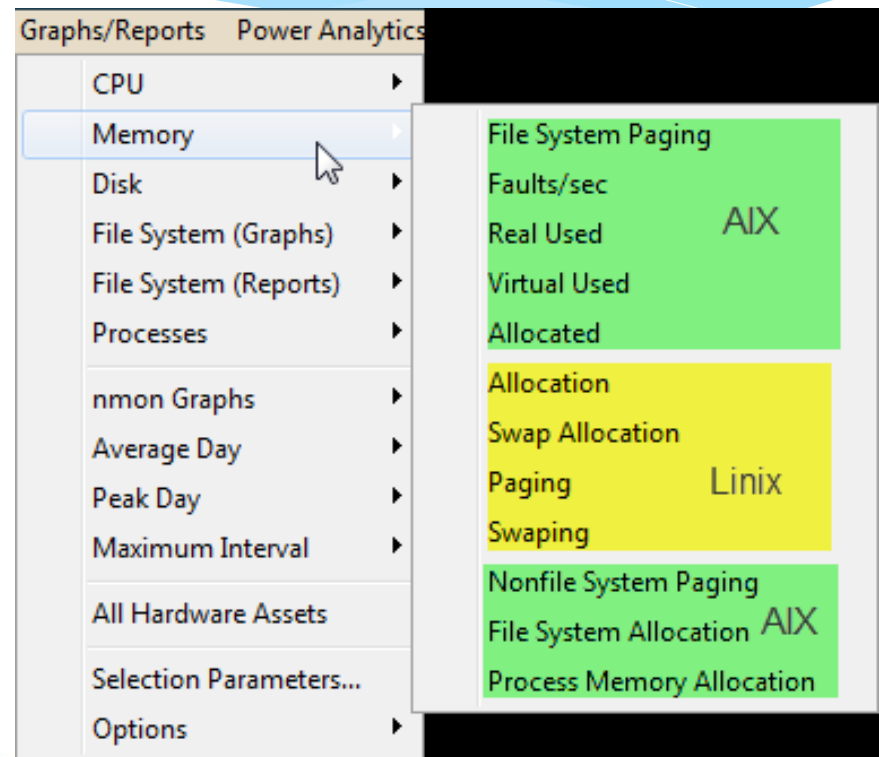 Graphs/Reports Power Analytics
CPU
Memory
Disk
File System (Graphs)
File System (Reports)
Processes
nmon Graphs
Average Day
Peak Day
Maximum Interval
All Hardware Assets
Selection Parameters...
Options
File System Paging
Faults/sec
Real Used
AIX
Virtual Used
Allocated
Allocation
Swap Allocation
Paging
Linix
Swaping
Nonfile System Paging
File System Allocation
AIX
Process Memory Allocation